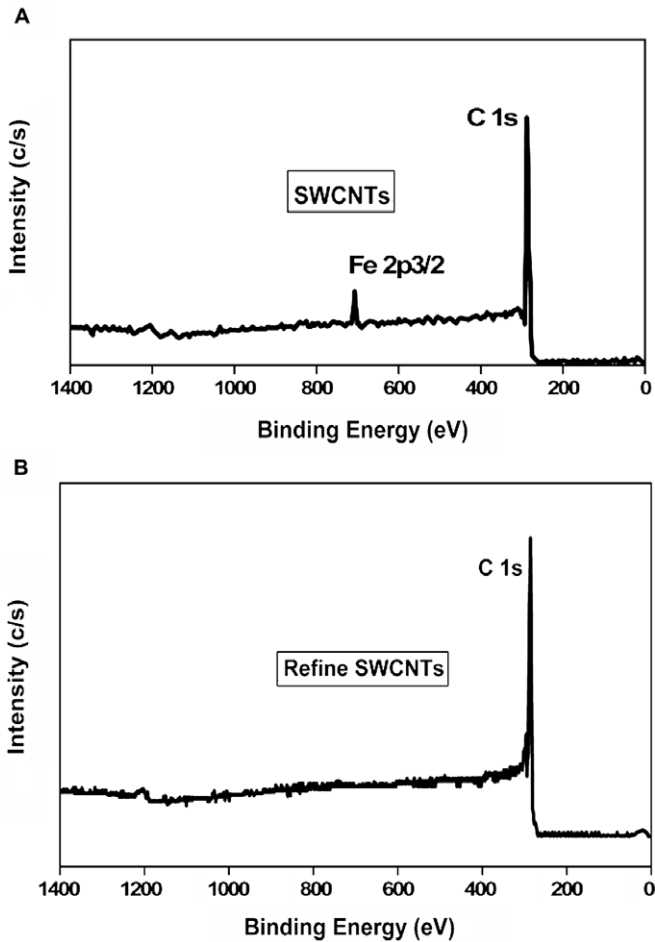 A
Intensity (c/s)
C 1s
SWCNTs
Fe 2p3/2
1400 1200 1000 800 600 400 200 0
Binding Energy (eV)
B
Intensity (c/s)
C 1s
Refine SWCNTs
1400 1200 1000 800 600 400 200 0
Binding Energy (eV)